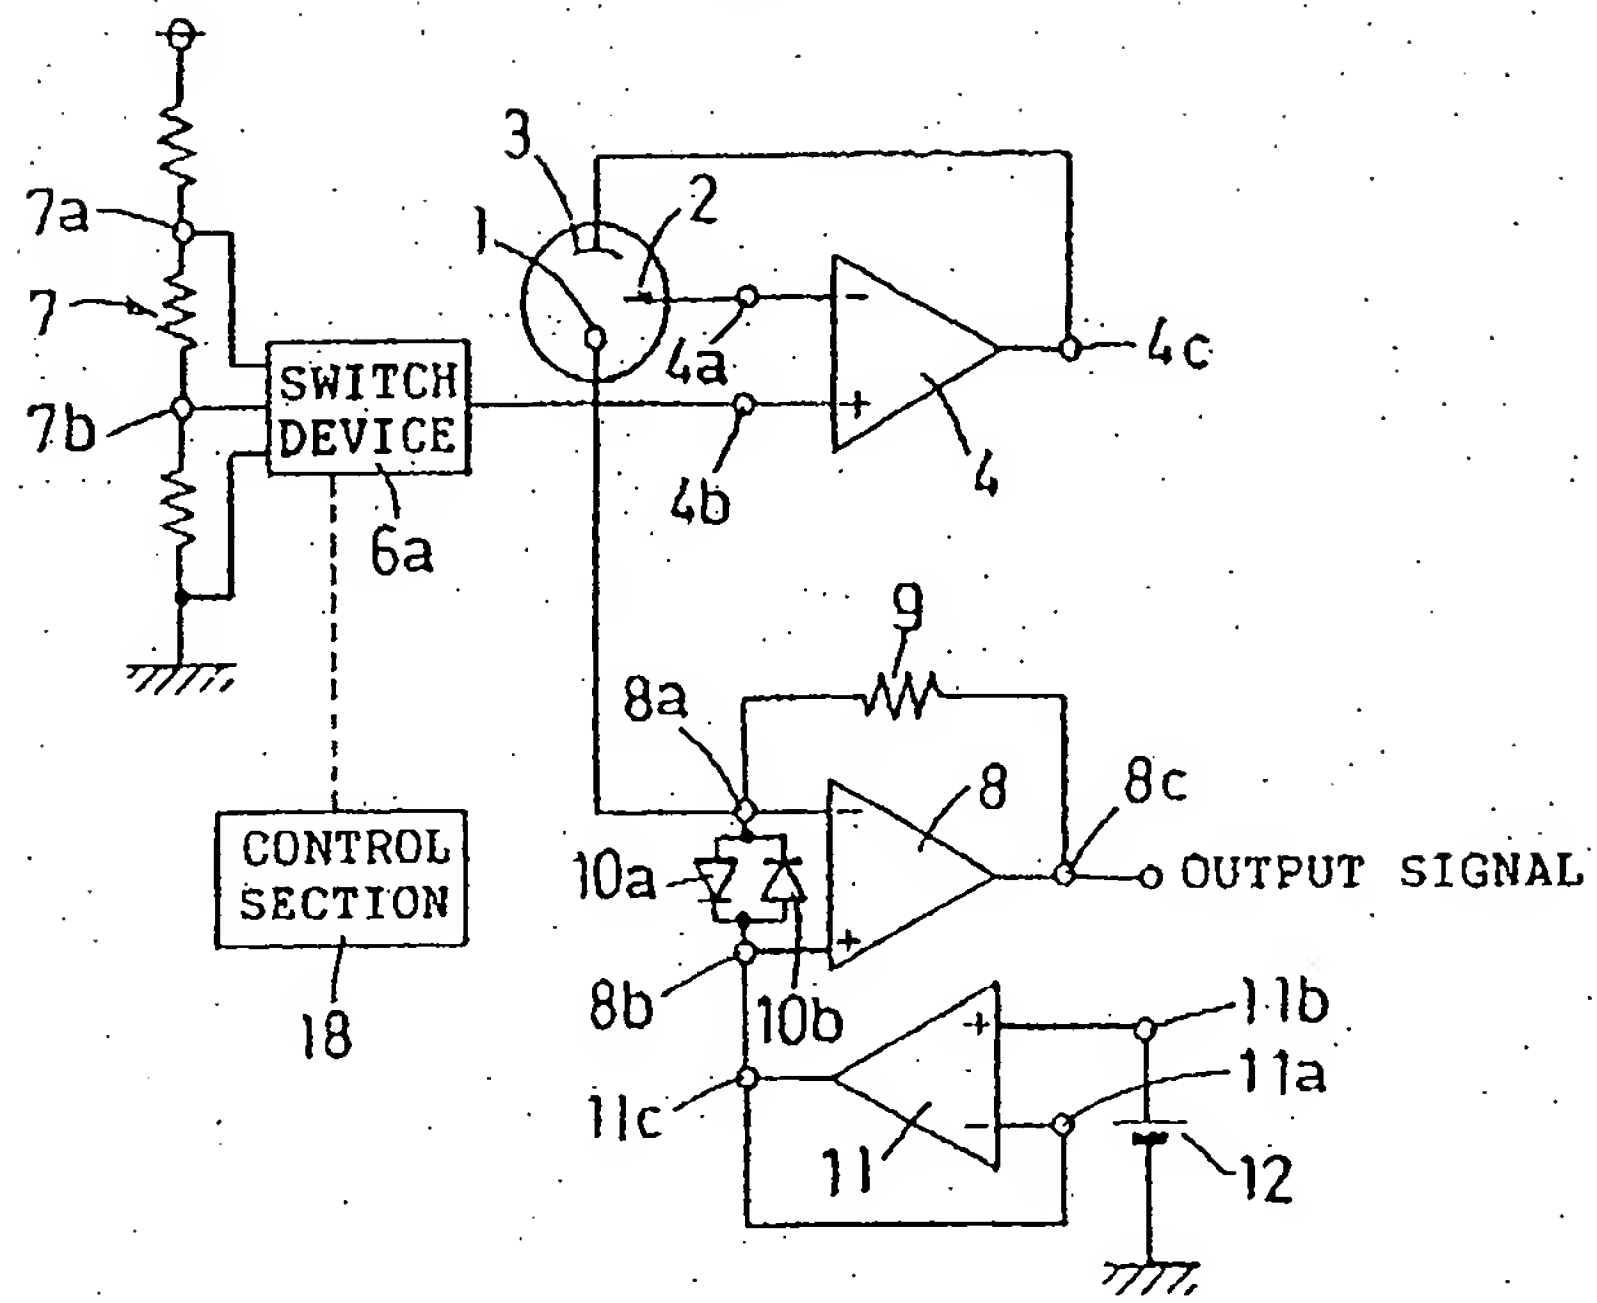 3
2
1
7a
7
4a
4c
SWITCH
DEVICE
7b
4
4b
6a
9
8a
8
8c
CONTROL
SECTION
10a
OUTPUT SIGNAL
-
+
-
+
8b
10b
11b
18
+
11a
11c
-
11
12